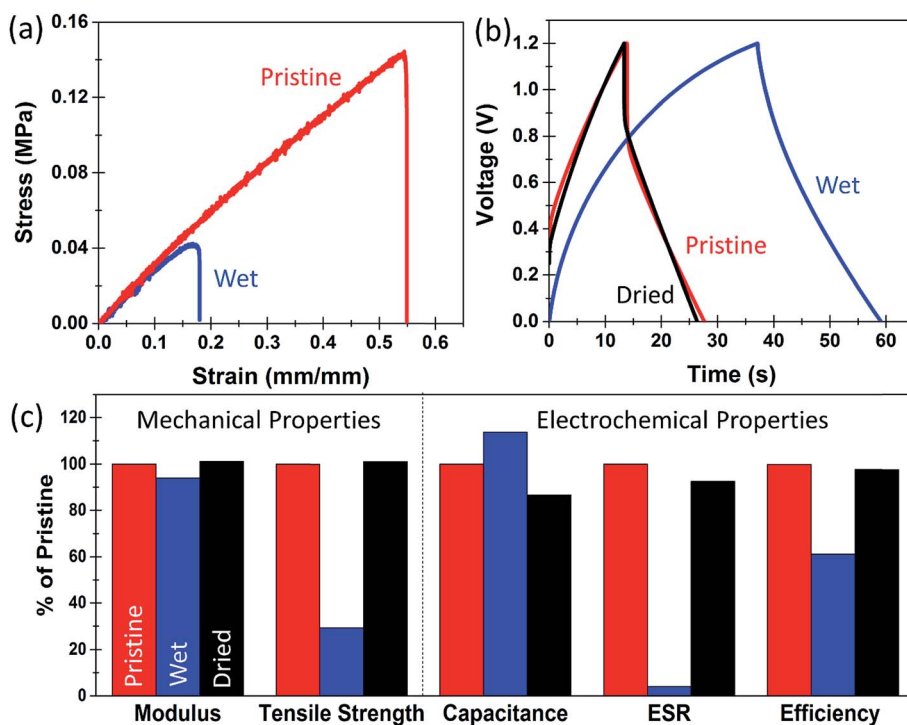 (a)
0.16
0.12
0.08
0.04
0.00
Stress (MPa)
Pristine
Wet
0.0 0.1 0.2 0.3 0.4 0.5 0.6
Strain (mm/mm)
(b)
1.2
1.0
0.8
0.6
0.4
0.2
0.0
Voltage (V)
Wet
Pristine
Dried
0 10 20 30 40 50 60
Time (s)
(c)
120
100
80
60
40
20
0
% of Pristine
Mechanical Properties
Electrochemical Properties
Pristine
Wet
Dried
Modulus Tensile Strength Capacitance ESR Efficiency